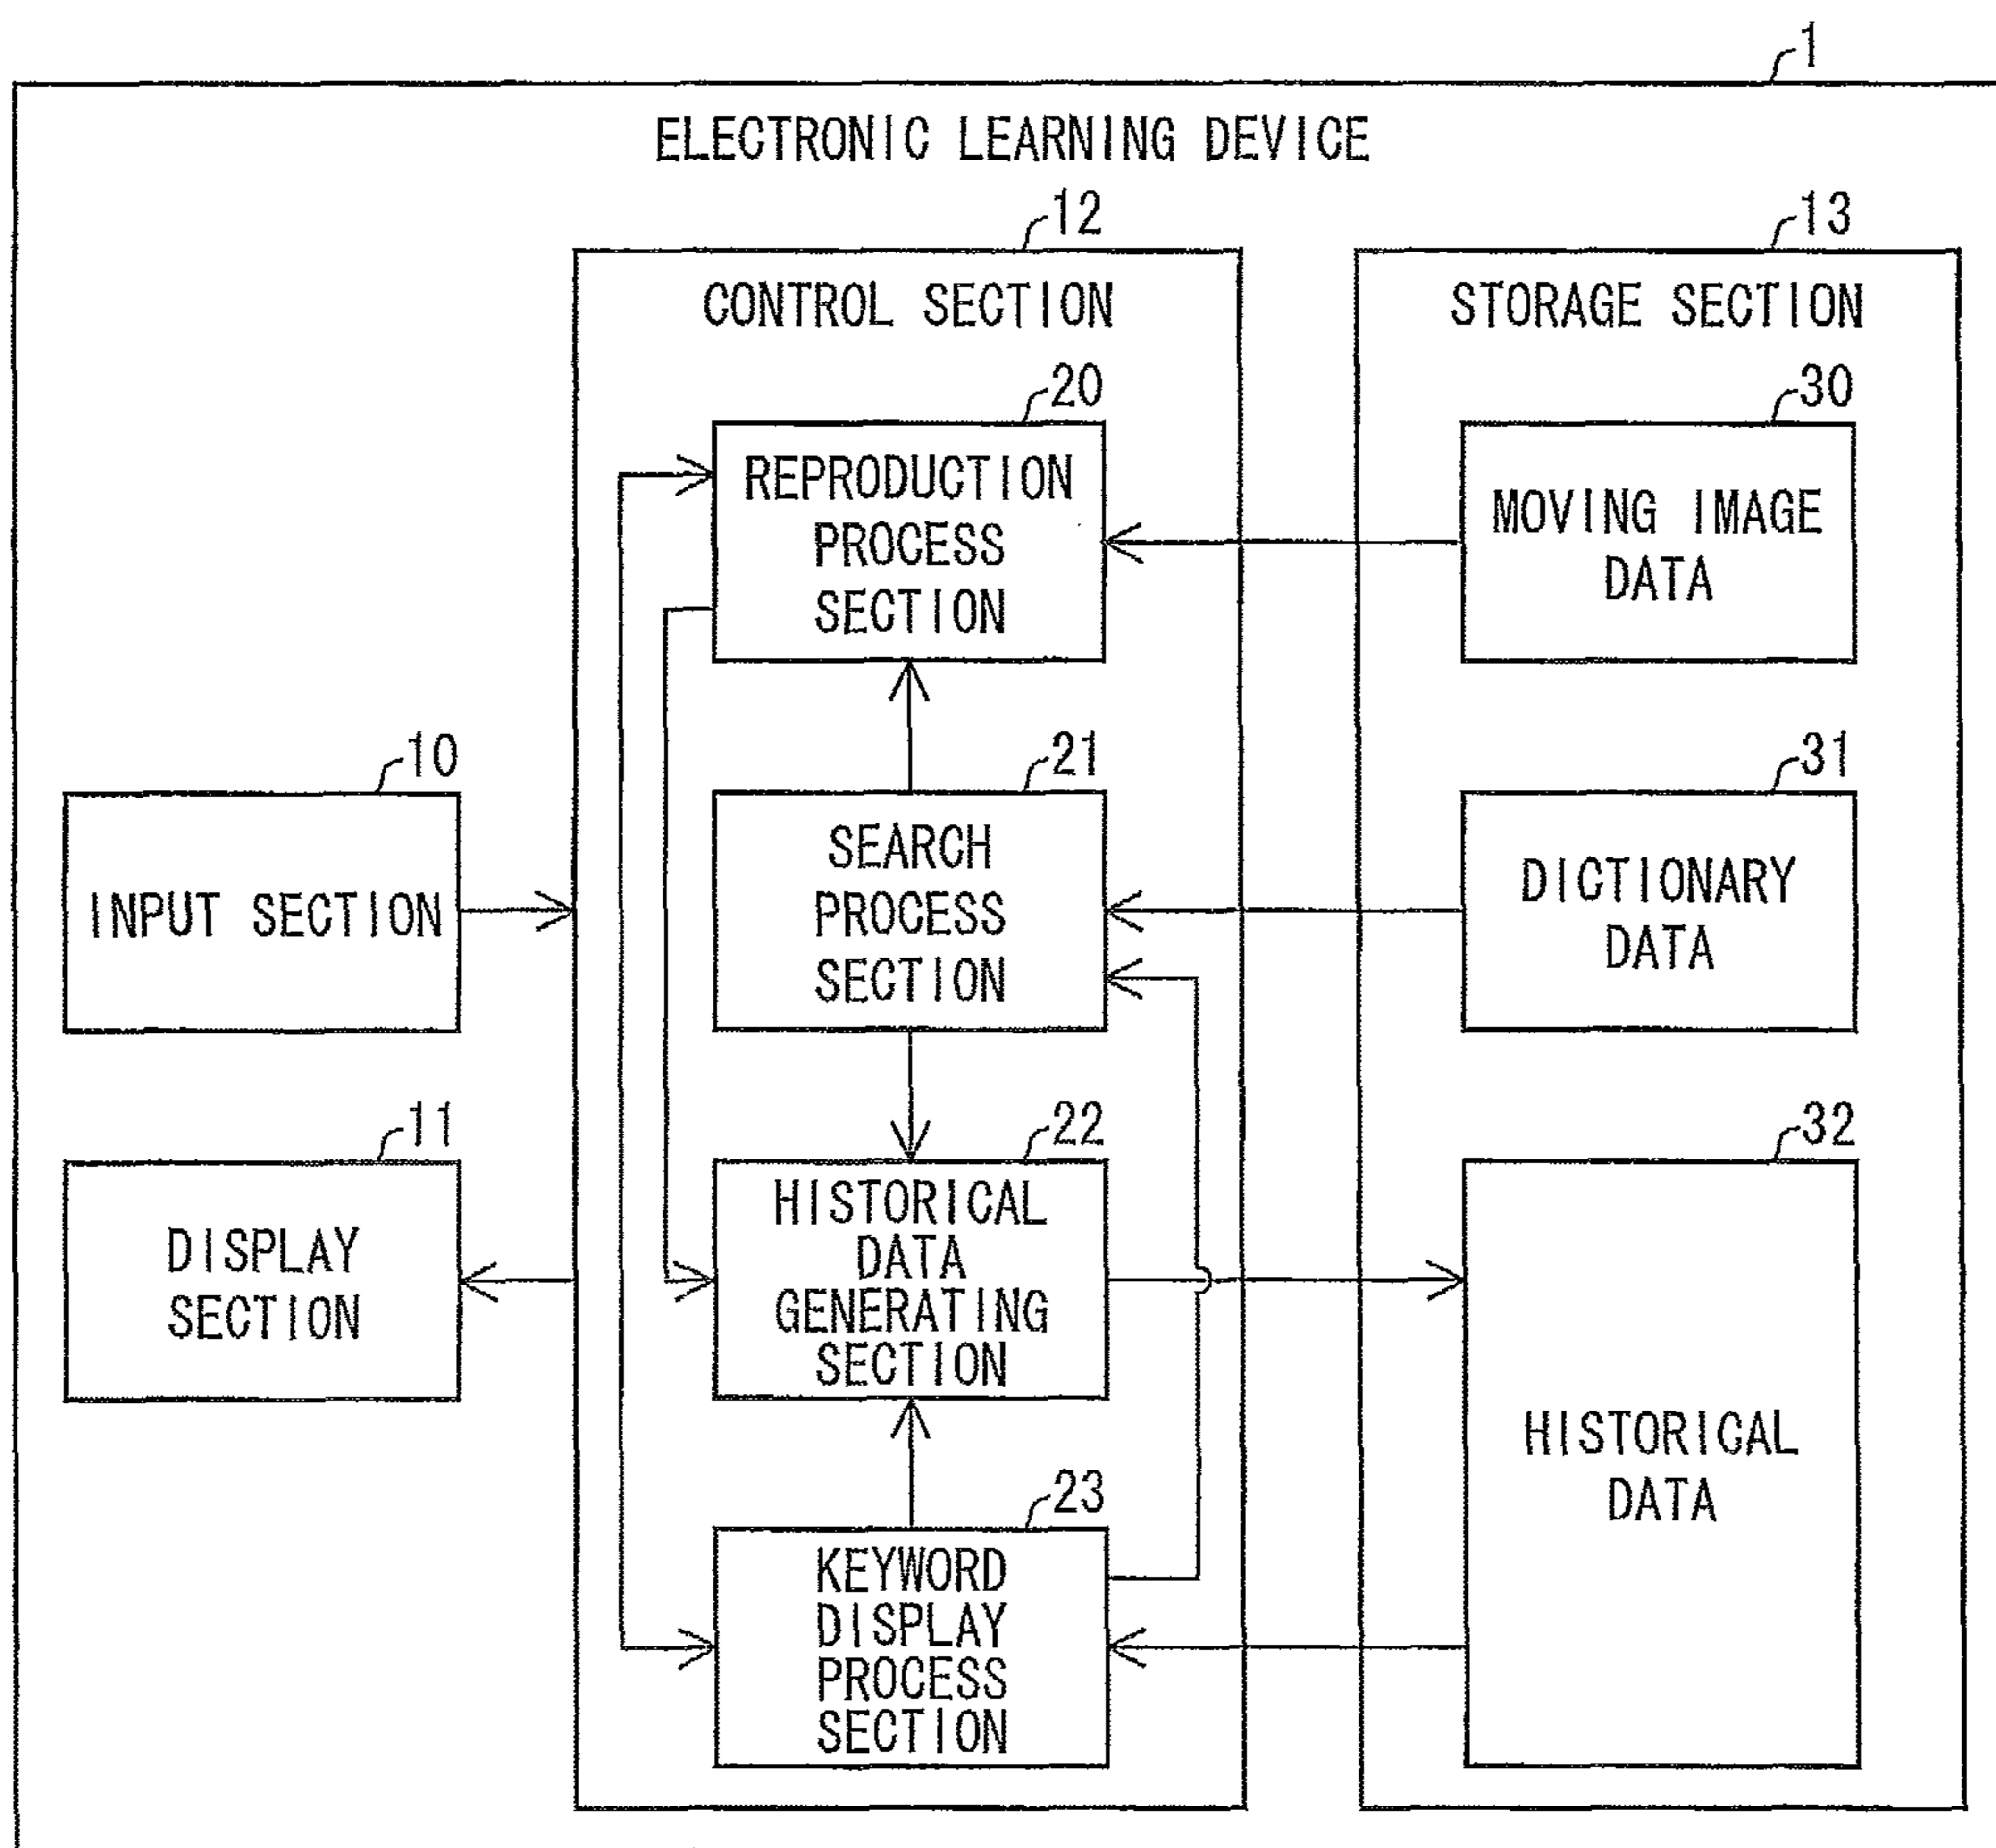 1
ELECTRONIC LEARNING DEVICE
12
CONTROL SECTION
13
STORAGE SECTION
20
REPRODUCTION
PROCESS
SECTION
30
MOVING IMAGE
DATA
10
INPUT SECTION
21
SEARCH
PROCESS
SECTION
31
DICTIONARY
DATA
11
DISPLAY
SECTION
22
HISTORICAL
DATA
GENERATING
SECTION
32
HISTORICAL
DATA
23
KEYWORD
DISPLAY
PROCESS
SECTION